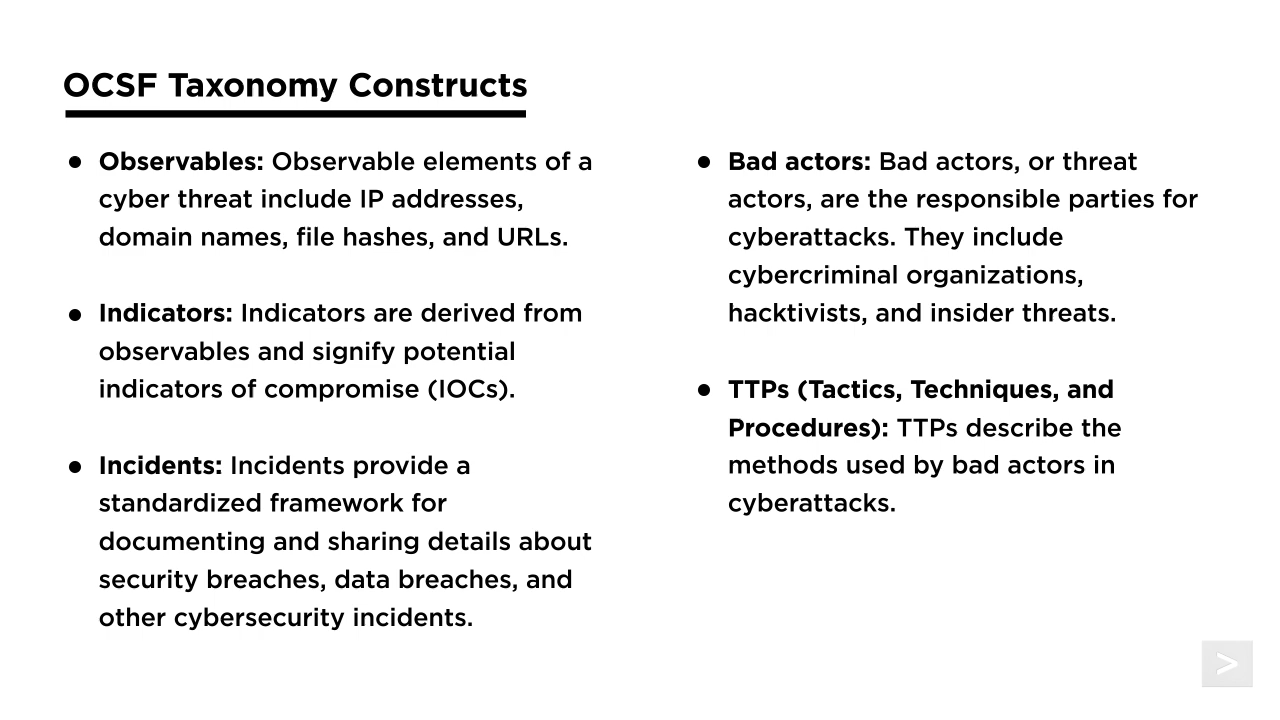 OCSF Taxonomy Constructs
● Observables: Observable elements of a
cyber threat include IP addresses,
domain names, file hashes, and URLs.
● Indicators: Indicators are derived from
observables and signify potential
indicators of compromise (IOCs).
● Incidents: Incidents provide a
standardized framework for
documenting and sharing details about
security breaches, data breaches, and
other cybersecurity incidents.
● Bad actors: Bad actors, or threat
actors, are the responsible parties for
cyberattacks. They include
cybercriminal organizations,
hacktivists, and insider threats.
● TTPs (Tactics, Techniques, and
Procedures): TTPs describe the
methods used by bad actors in
cyberattacks.
>